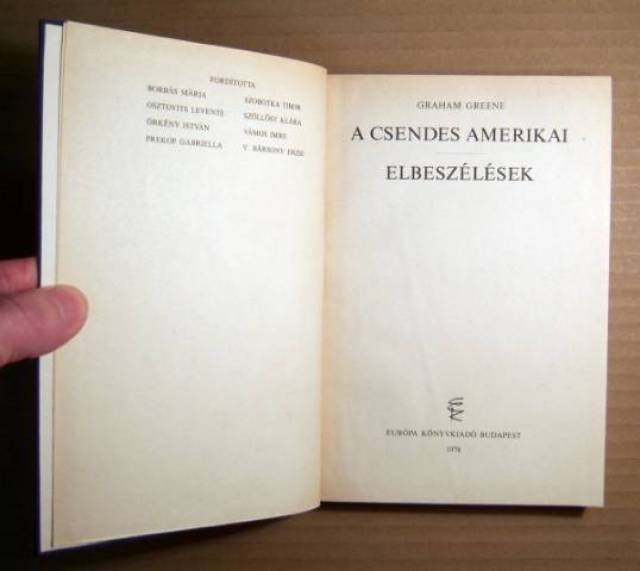 FORDÍTOTTA
BORBÁS MÁRIA
OSZTOVITS LEVENTE
ÖRKÉNY ISTVÁN
PREKOP GABRIELLA
SZOBOTKA TIBOR
SZŐLLŐSY KLÁRA
VÁMOSI IMRE
V. BÁRSONY ERZSI
GRAHAM GREENE
A CSENDES AMERIKAI
ELBESZÉLÉSEK
EURÓPA KÖNYVKIADÓ BUDAPEST
1978